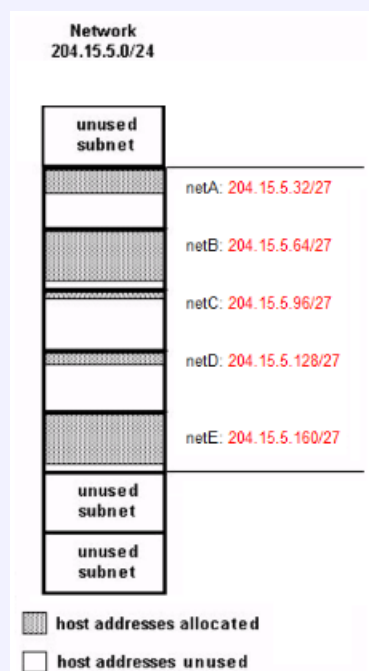 Network
204.15.5.0/24
unused
subnet
netA: 204.15.5.32/27
netB: 204.15.5.64/27
netC: 204.15.5.96/27
netD: 204.15.5.128/27
netE: 204.15.5.160/27
unused
subnet
unused
subnet
host addresses allocated
host addresses unused